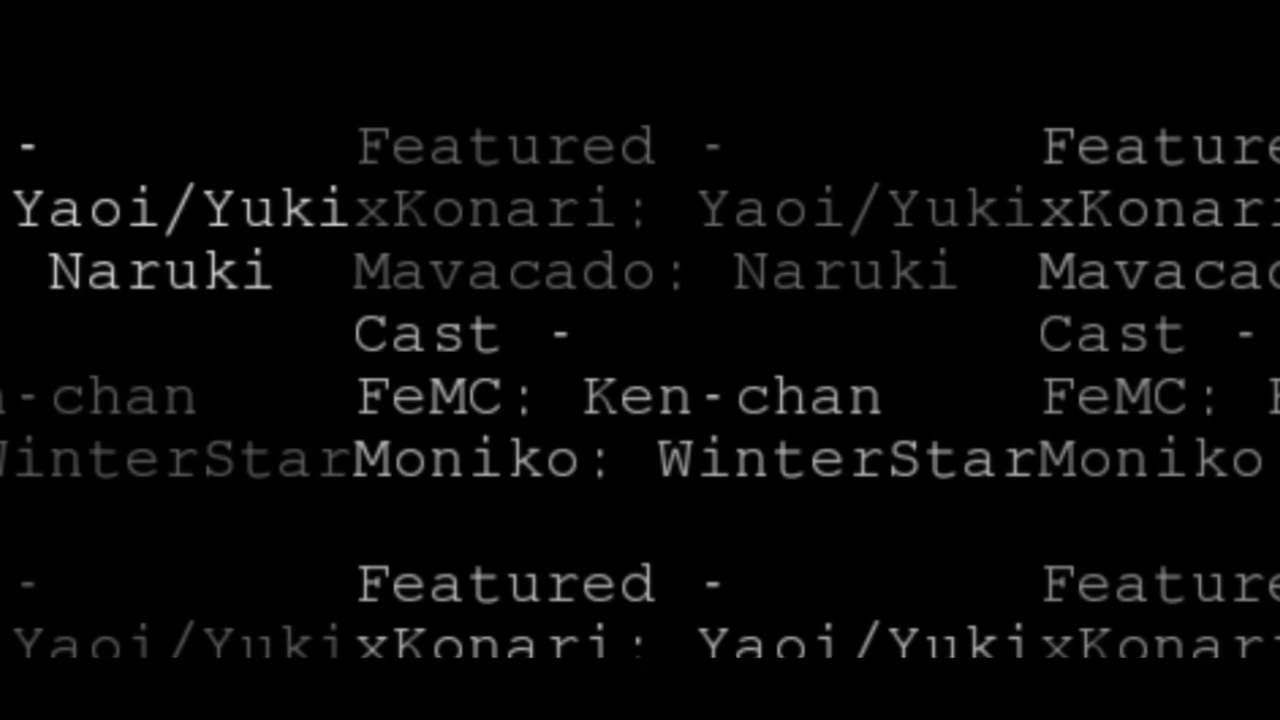 - Featured - Feature
Yaoi/YukixKonari: Yaoi/YukixKonari
Naruki Mavacado: Naruki Mavacad
Cast - Cast -
n-chan FeMC: Ken-chan FeMC:
WinterStarMoniko: WinterStarMoniko
- Featured - Feature
Yaoi/YukixKonari: Yaoi/YukixKonari